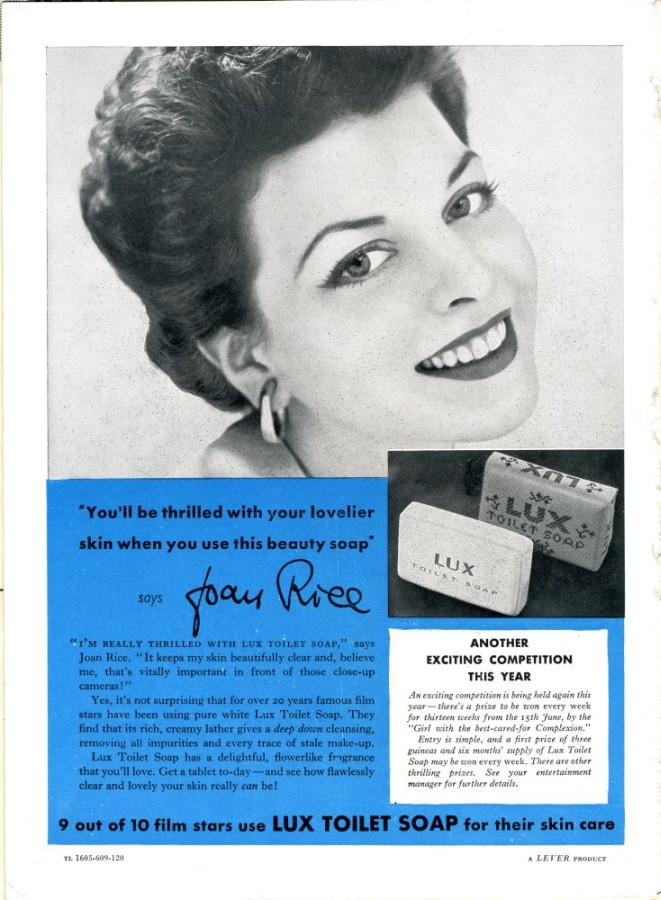 "You'll be thrilled with your lovelier
skin when you use this beauty soap"
says Joan Rice
"I'M REALLY THRILLED WITH LUX TOILET SOAP," says
Joan Rice. "It keeps my skin beautifully clear and, believe
me, that's vitally important in front of those close-up
cameras!"
Yes, it's not surprising that for over 20 years famous film
stars have been using pure white Lux Toilet Soap. They
find that its rich, creamy lather gives a deep down cleansing,
removing all impurities and every trace of stale make-up.
Lux Toilet Soap has a delightful, flowerlike fragrance
that you'll love. Get a tablet to-day—and see how flawlessly
clear and lovely your skin really can be!
LUX
LUX
TOILET SOAP
LUX
TOILET SOAP
ANOTHER
EXCITING COMPETITION
THIS YEAR
An exciting competition is being held again this
year—there's a prize to be won every week
for thirteen weeks from the 15th June, by the
"Girl with the best-cared-for Complexion."
Entry is simple, and a first prize of three
guineas and six months' supply of Lux Toilet
Soap may be won every week. There are other
thrilling prizes. See your entertainment
manager for further details.
9 out of 10 film stars use LUX TOILET SOAP for their skin care
TL 1605-609-120
A LEVER PRODUCT